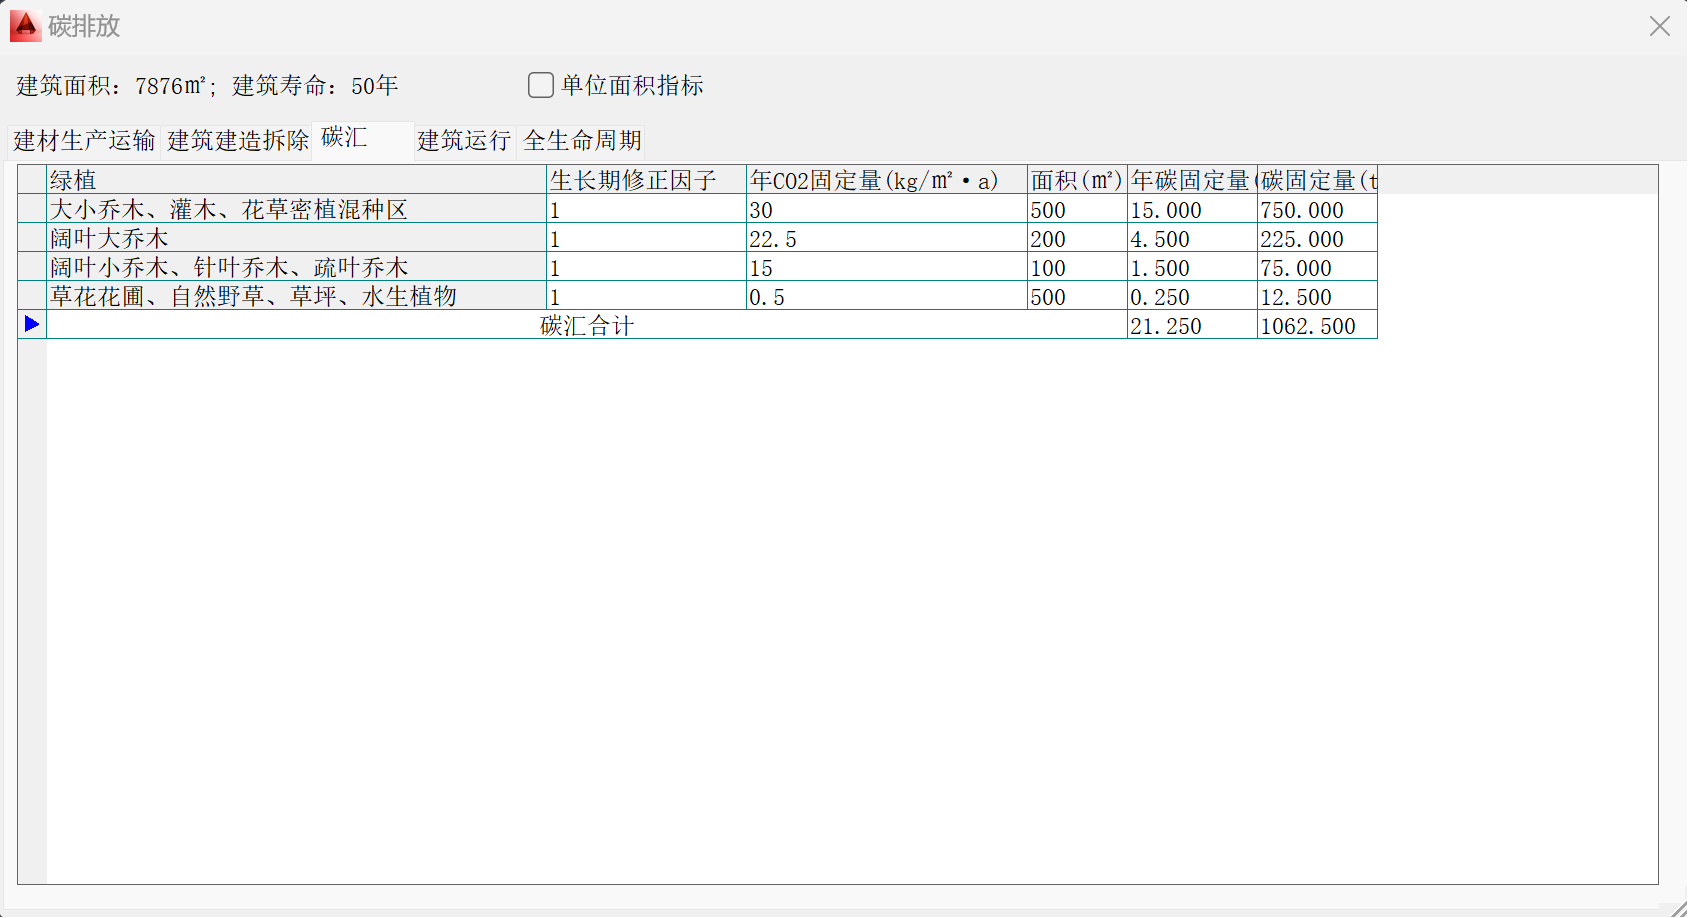 碳排放
建筑面积：7876㎡；建筑寿命：50年 单位面积指标
建材生产运输 建筑建造拆除 碳汇 建筑运行 全生命周期
绿植 生长期修正因子 年CO2固定量(kg/㎡·a) 面积(㎡) 年碳固定量( 碳固定量(t
大小乔木、灌木、花草密植混种区 1 30 500 15.000 750.000
阔叶大乔木 1 22.5 200 4.500 225.000
阔叶小乔木、针叶乔木、疏叶乔木 1 15 100 1.500 75.000
草花花圃、自然野草、草坪、水生植物 1 0.5 500 0.250 12.500
碳汇合计 21.250 1062.500